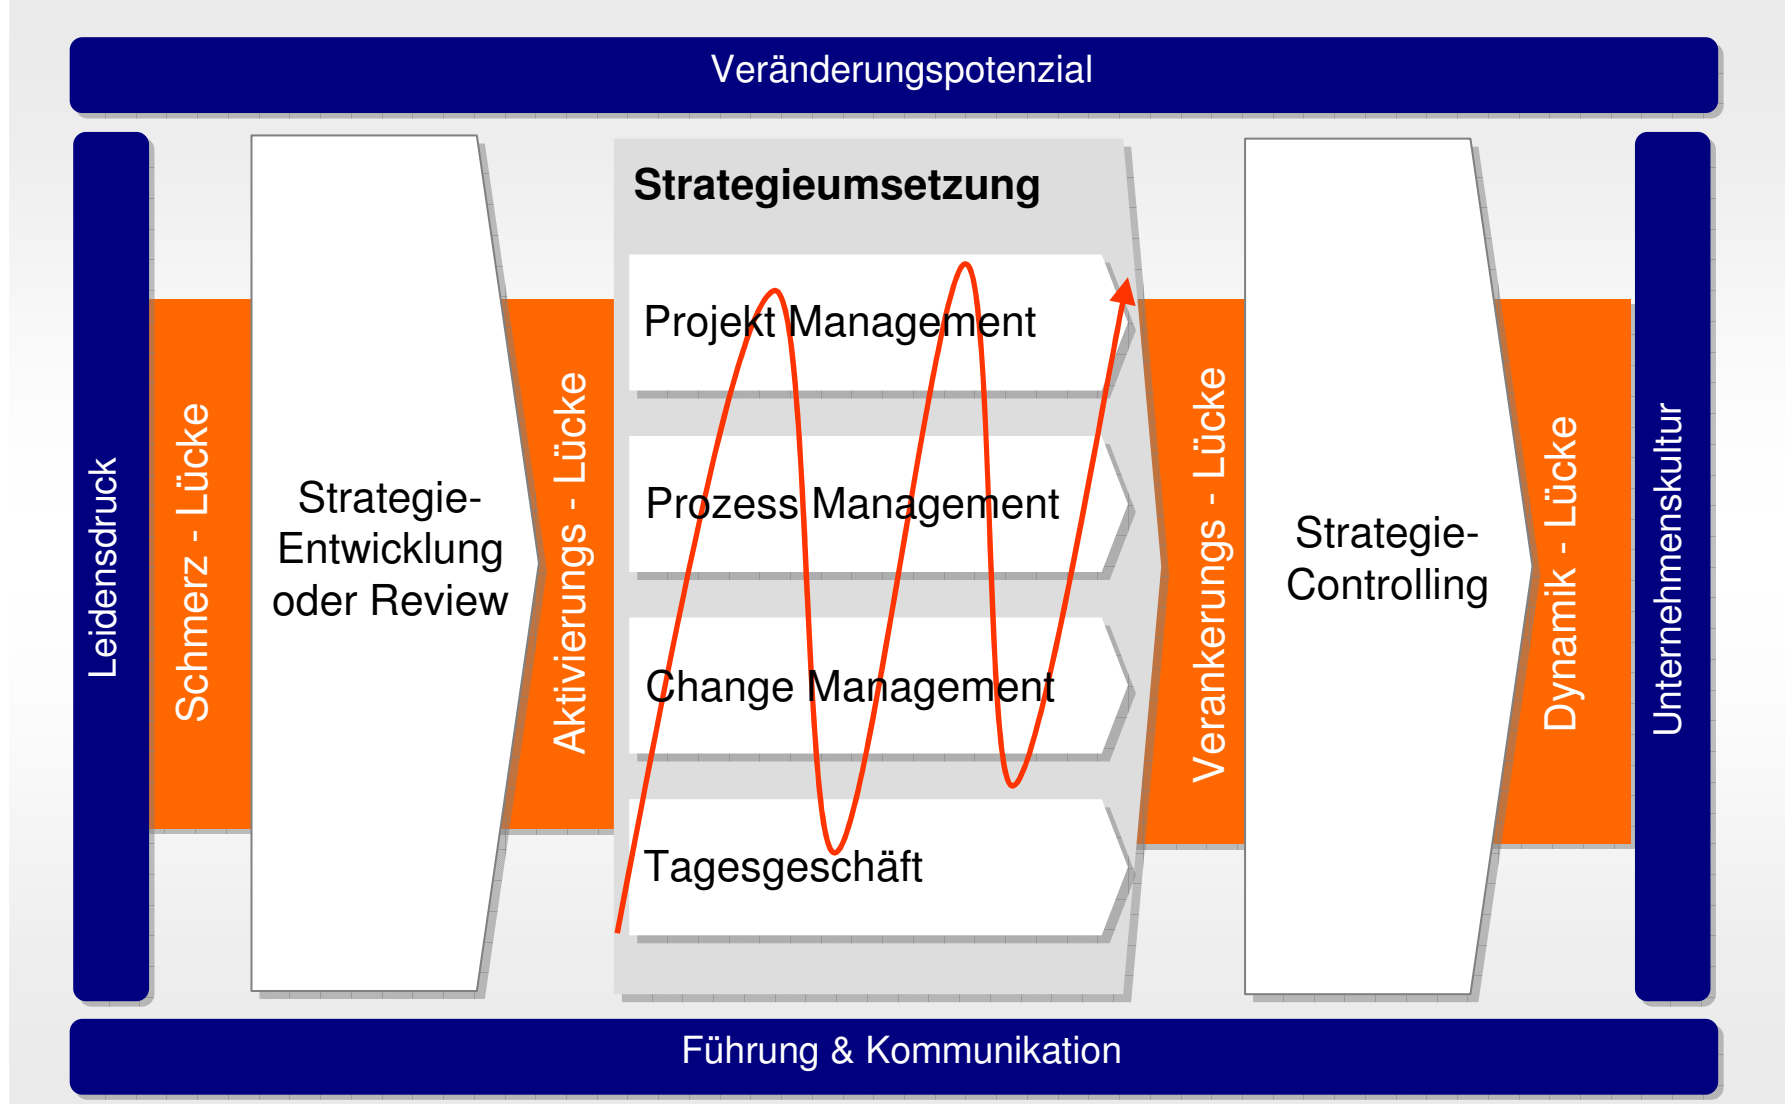 Veränderungspotenzial
Leidensdruck
Schmerz - Lücke
Strategie-
Entwicklung
oder Review
Aktivierungs - Lücke
Strategieumsetzung
Projekt Management
Prozess Management
Change Management
Tagesgeschäft
Verankerungs - Lücke
Strategie-
Controlling
Dynamik - Lücke
Unternehmenskultur
Führung & Kommunikation